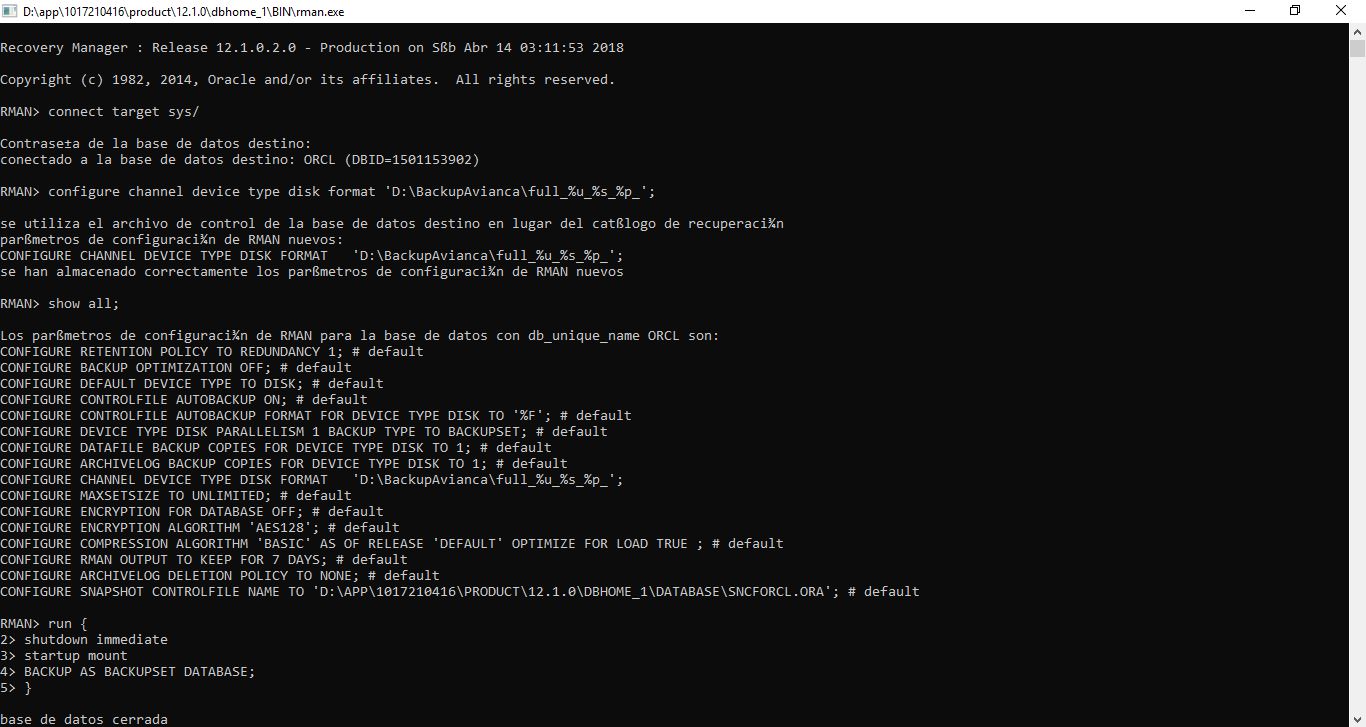 D:\app\1017210416\product\12.1.0\dbhome_1\BIN\rman.exe
Recovery Manager : Release 12.1.0.2.0 - Production on Sßb Abr 14 03:11:53 2018
Copyright (c) 1982, 2014, Oracle and/or its affiliates.  All rights reserved.
RMAN> connect target sys/
Contrase±a de la base de datos destino:
conectado a la base de datos destino: ORCL (DBID=1501153902)
RMAN> configure channel device type disk format 'D:\BackupAvianca\full_%u_%s_%p_';
se utiliza el archivo de control de la base de datos destino en lugar del catßlogo de recuperaci¾n
parßmetros de configuraci¾n de RMAN nuevos:
CONFIGURE CHANNEL DEVICE TYPE DISK FORMAT   'D:\BackupAvianca\full_%u_%s_%p_';
se han almacenado correctamente los parßmetros de configuraci¾n de RMAN nuevos
RMAN> show all;
Los parßmetros de configuraci¾n de RMAN para la base de datos con db_unique_name ORCL son:
CONFIGURE RETENTION POLICY TO REDUNDANCY 1; # default
CONFIGURE BACKUP OPTIMIZATION OFF; # default
CONFIGURE DEFAULT DEVICE TYPE TO DISK; # default
CONFIGURE CONTROLFILE AUTOBACKUP ON; # default
CONFIGURE CONTROLFILE AUTOBACKUP FORMAT FOR DEVICE TYPE DISK TO '%F'; # default
CONFIGURE DEVICE TYPE DISK PARALLELISM 1 BACKUP TYPE TO BACKUPSET; # default
CONFIGURE DATAFILE BACKUP COPIES FOR DEVICE TYPE DISK TO 1; # default
CONFIGURE ARCHIVELOG BACKUP COPIES FOR DEVICE TYPE DISK TO 1; # default
CONFIGURE CHANNEL DEVICE TYPE DISK FORMAT   'D:\BackupAvianca\full_%u_%s_%p_';
CONFIGURE MAXSETSIZE TO UNLIMITED; # default
CONFIGURE ENCRYPTION FOR DATABASE OFF; # default
CONFIGURE ENCRYPTION ALGORITHM 'AES128'; # default
CONFIGURE COMPRESSION ALGORITHM 'BASIC' AS OF RELEASE 'DEFAULT' OPTIMIZE FOR LOAD TRUE ; # default
CONFIGURE RMAN OUTPUT TO KEEP FOR 7 DAYS; # default
CONFIGURE ARCHIVELOG DELETION POLICY TO NONE; # default
CONFIGURE SNAPSHOT CONTROLFILE NAME TO 'D:\APP\1017210416\PRODUCT\12.1.0\DBHOME_1\DATABASE\SNCFORCL.ORA'; # default
RMAN> run {
2> shutdown immediate
3> startup mount
4> BACKUP AS BACKUPSET DATABASE;
5> }
base de datos cerrada